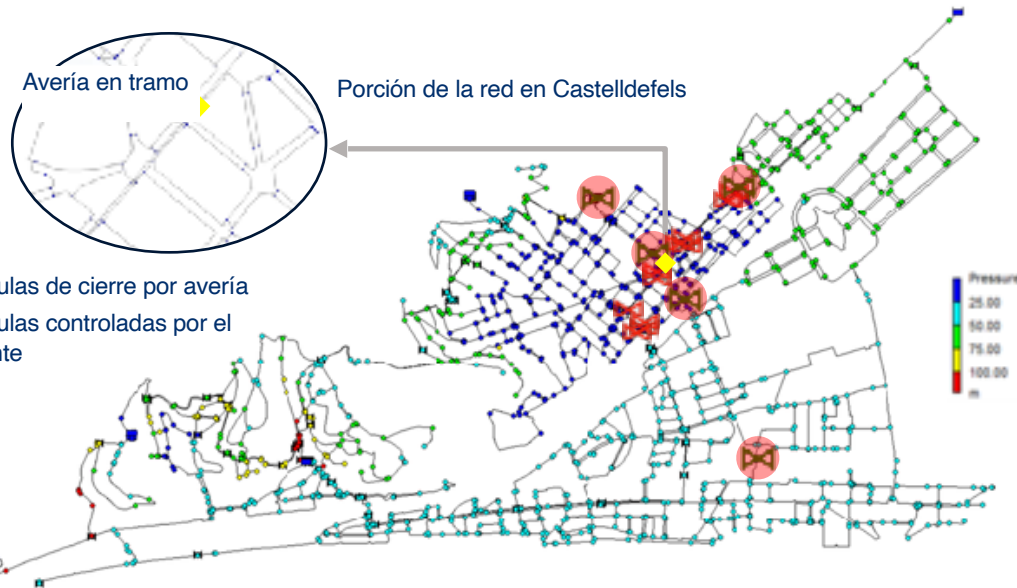 Avería en tramo
Porción de la red en Castelldefels
ulas de cierre por avería
ulas controladas por el
nte
Pressure
25.00
50.00
75.00
100.00
m